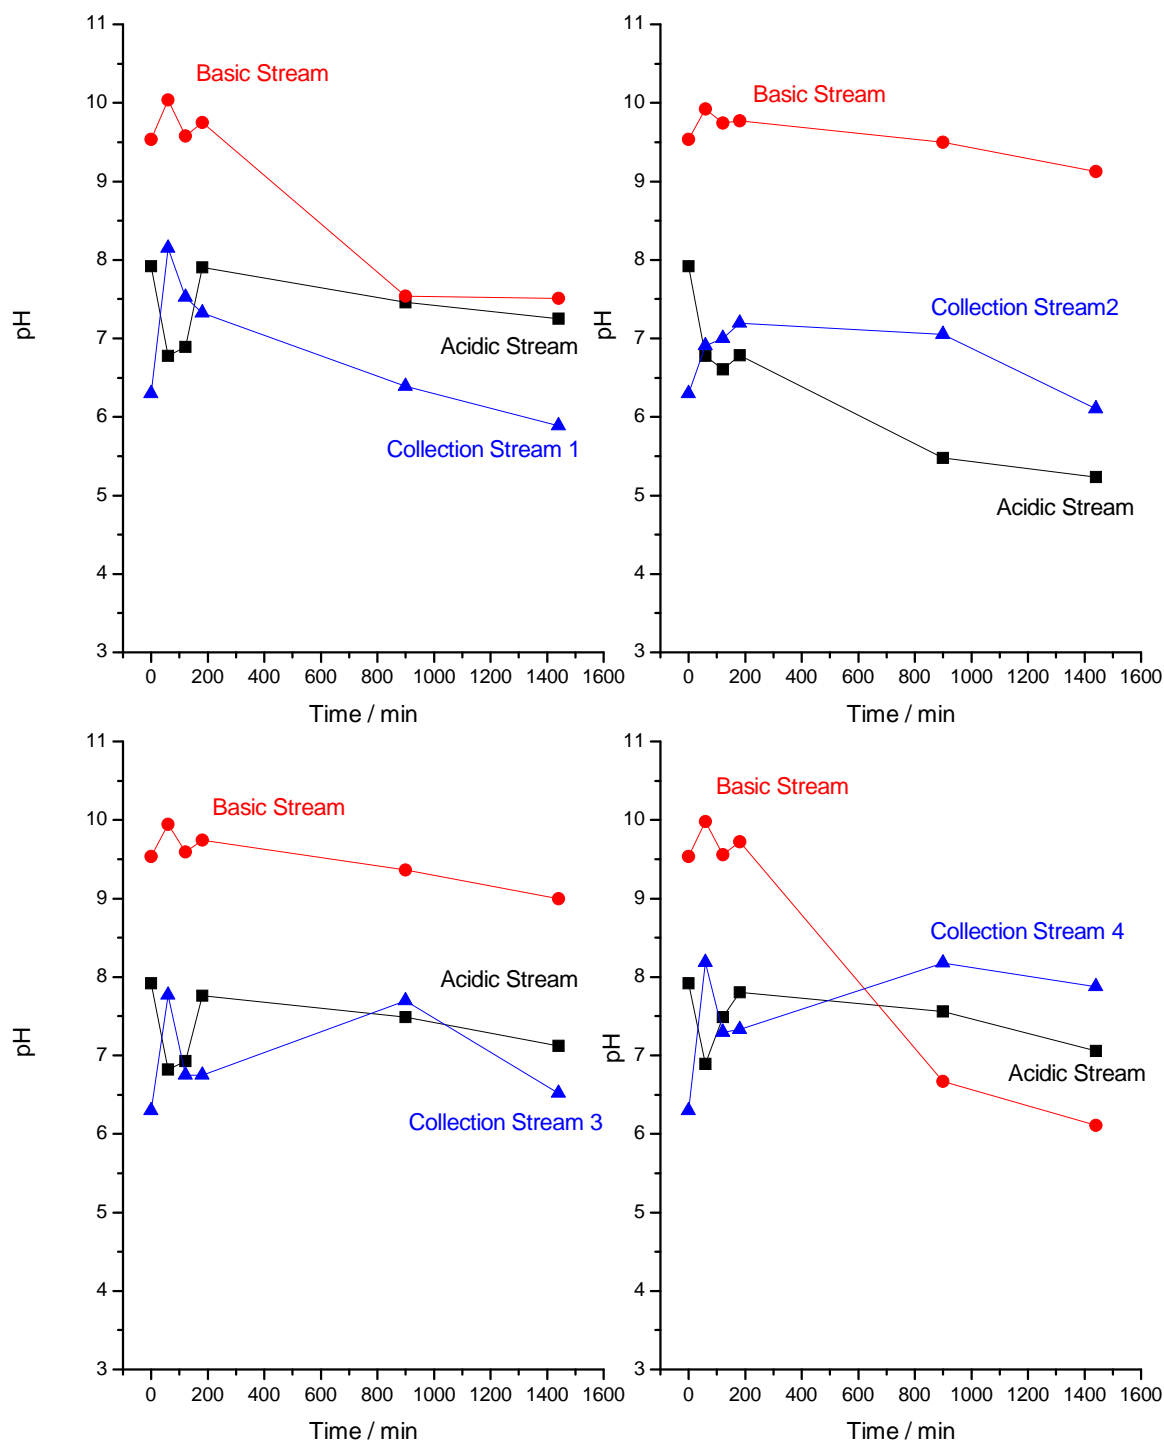 11
10
9
8
7
6
5
4
3
pH
Basic Stream
Acidic Stream
Collection Stream 1
0 200 400 600 800 1000 1200 1400 1600
Time / min
11
10
9
8
7
6
5
4
3
pH
Basic Stream
Collection Stream2
Acidic Stream
0 200 400 600 800 1000 1200 1400 1600
Time / min
11
10
9
8
7
6
5
4
3
pH
Basic Stream
Acidic Stream
Collection Stream 3
0 200 400 600 800 1000 1200 1400 1600
Time / min
11
10
9
8
7
6
5
4
3
pH
Basic Stream
Collection Stream 4
Acidic Stream
0 200 400 600 800 1000 1200 1400 1600
Time / min